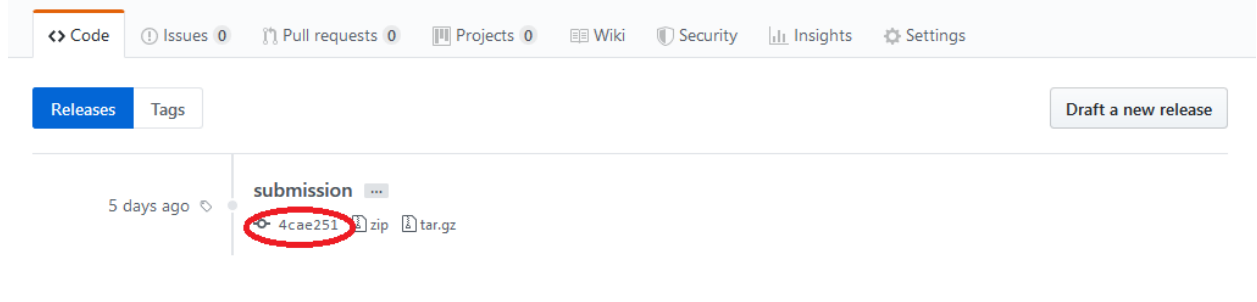 <> Code Issues 0 Pull requests 0 Projects 0 Wiki Security Insights Settings
Releases Tags Draft a new release
submission ...
5 days ago
4cae251 zip tar.gz